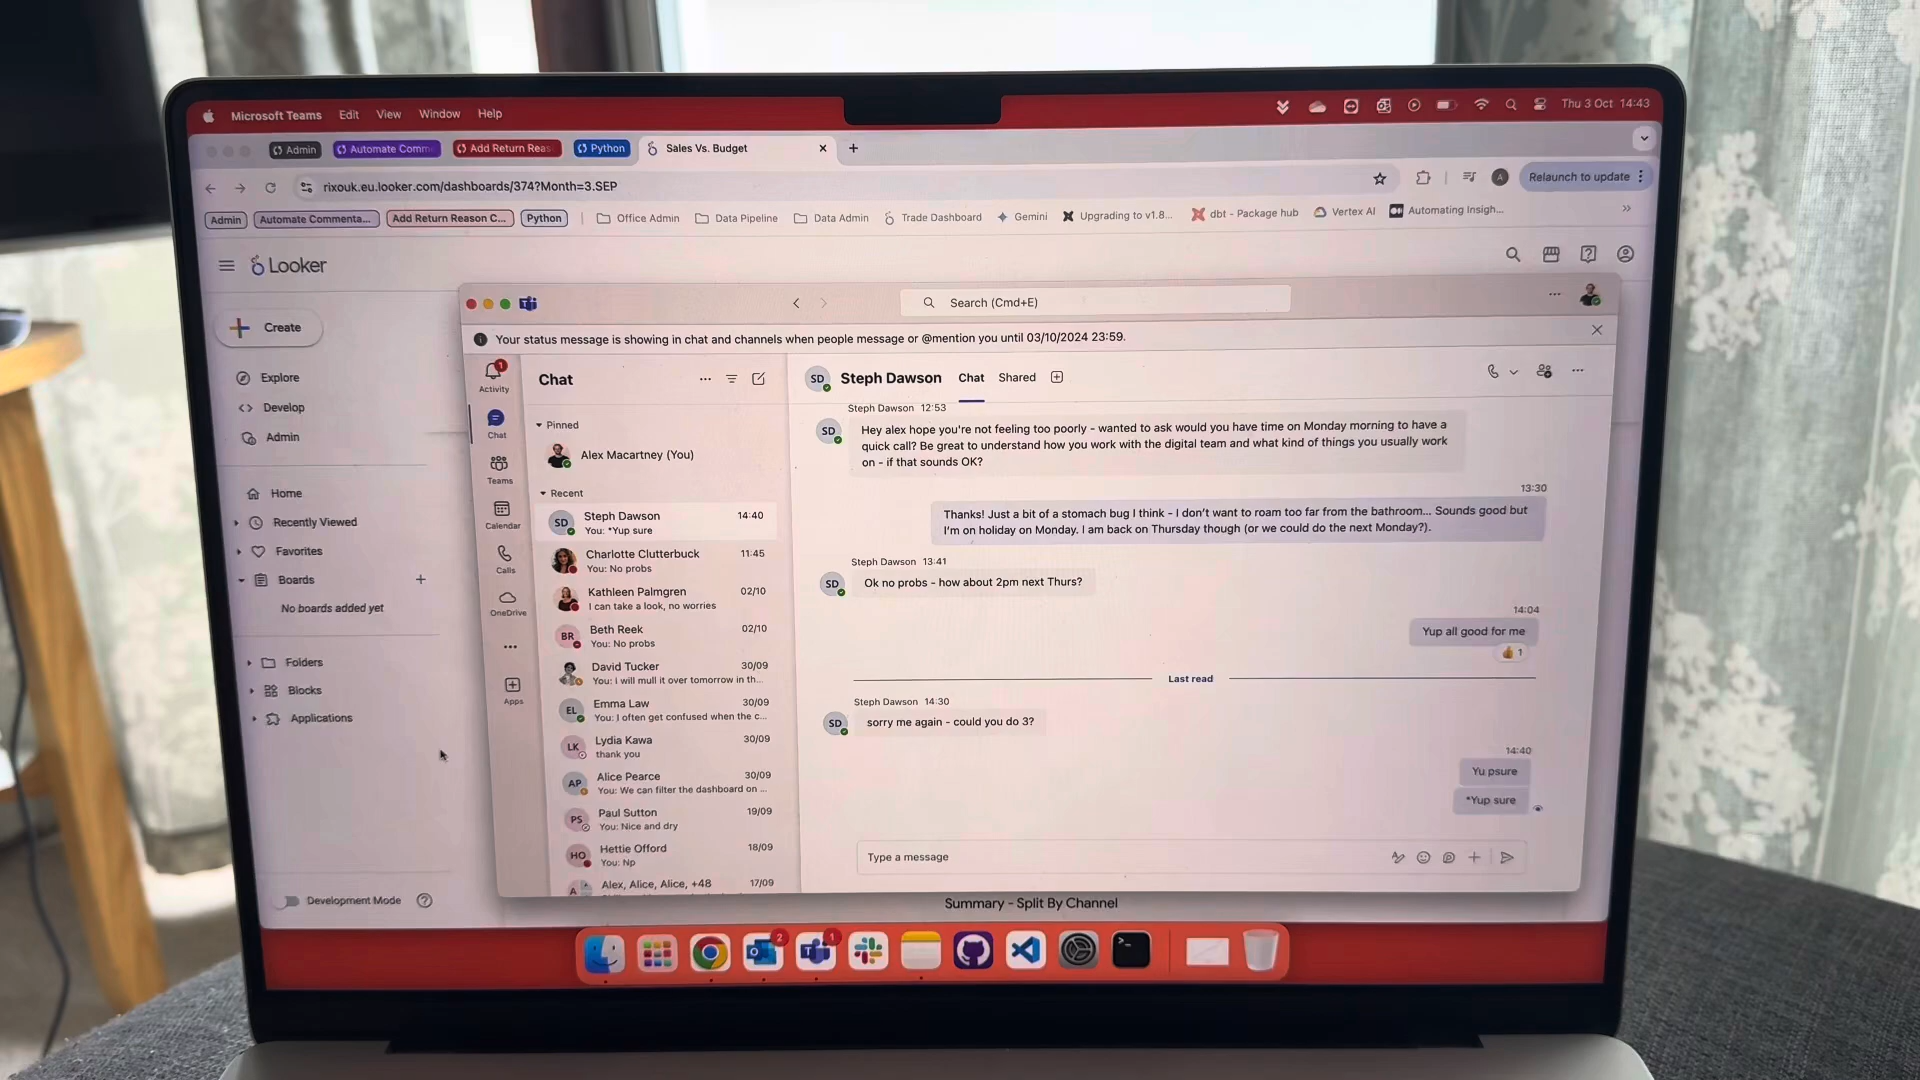 Microsoft Teams Edit View Window Help
Thu 3 Oct 14:43
Admin Automate Comm Add Return Reas Python Sales Vs. Budget
rixouk.eu.looker.com/dashboards/374?Month=3.SEP
Relaunch to update
Admin Automate Commenta... Add Return Reason C... Python Office Admin Data Pipeline Data Admin Trade Dashboard Gemini Upgrading to v1.8... dbt - Package hub Vertex AI Automating Insigh...
Looker
Create
Explore
Develop
Admin
Home
Recently Viewed
Favorites
Boards
No boards added yet
Folders
Blocks
Applications
Development Mode
Search (Cmd+E)
Your status message is showing in chat and channels when people message or @mention you until 03/10/2024 23:59.
1
Activity
Chat
Teams
Calendar
Calls
OneDrive
Apps
Chat
Pinned
Alex Macartney (You)
Recent
SD
Steph Dawson 14:40
You: *Yup sure
Charlotte Clutterbuck 11:45
You: No probs
Kathleen Palmgren 02/10
I can take a look, no worries
BR
Beth Reek 02/10
You: No probs
David Tucker 30/09
You: i will mull it over tomorrow in th...
EL
Emma Law 30/09
You: I often get confused when the c...
LK
Lydia Kawa 30/09
thank you
AP
Alice Pearce 30/09
You: We can filter the dashboard on ...
PS
Paul Sutton 19/09
You: Nice and dry
HO
Hettie Offord 18/09
You: Np
A
Alex, Alice, Alice, +48 17/09
SD
Steph Dawson Chat Shared
Steph Dawson 12:53
SD
Hey alex hope you're not feeling too poorly - wanted to ask would you have time on Monday morning to have a
quick call? Be great to understand how you work with the digital team and what kind of things you usually work
on - if that sounds OK?
13:30
Thanks! Just a bit of a stomach bug I think - I don't want to roam too far from the bathroom... Sounds good but
I'm on holiday on Monday. I am back on Thursday though (or we could do the next Monday?).
Steph Dawson 13:41
SD
Ok no probs - how about 2pm next Thurs?
14:04
Yup all good for me
👍 1
Last read
Steph Dawson 14:30
SD
sorry me again - could you do 3?
14:40
Yu psure
*Yup sure
Type a message
Summary - Split By Channel
2
1